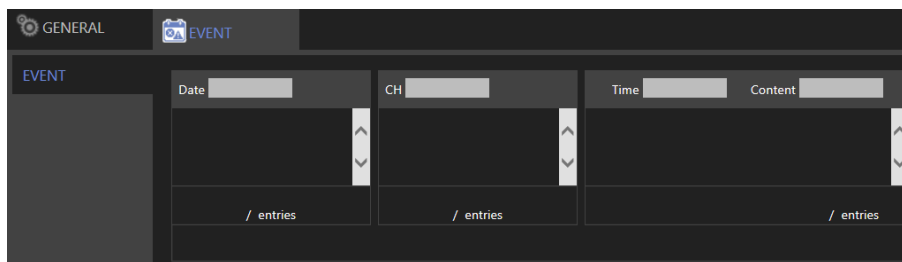 GENERAL EVENT
EVENT
Date CH Time Content
/ entries / entries / entries